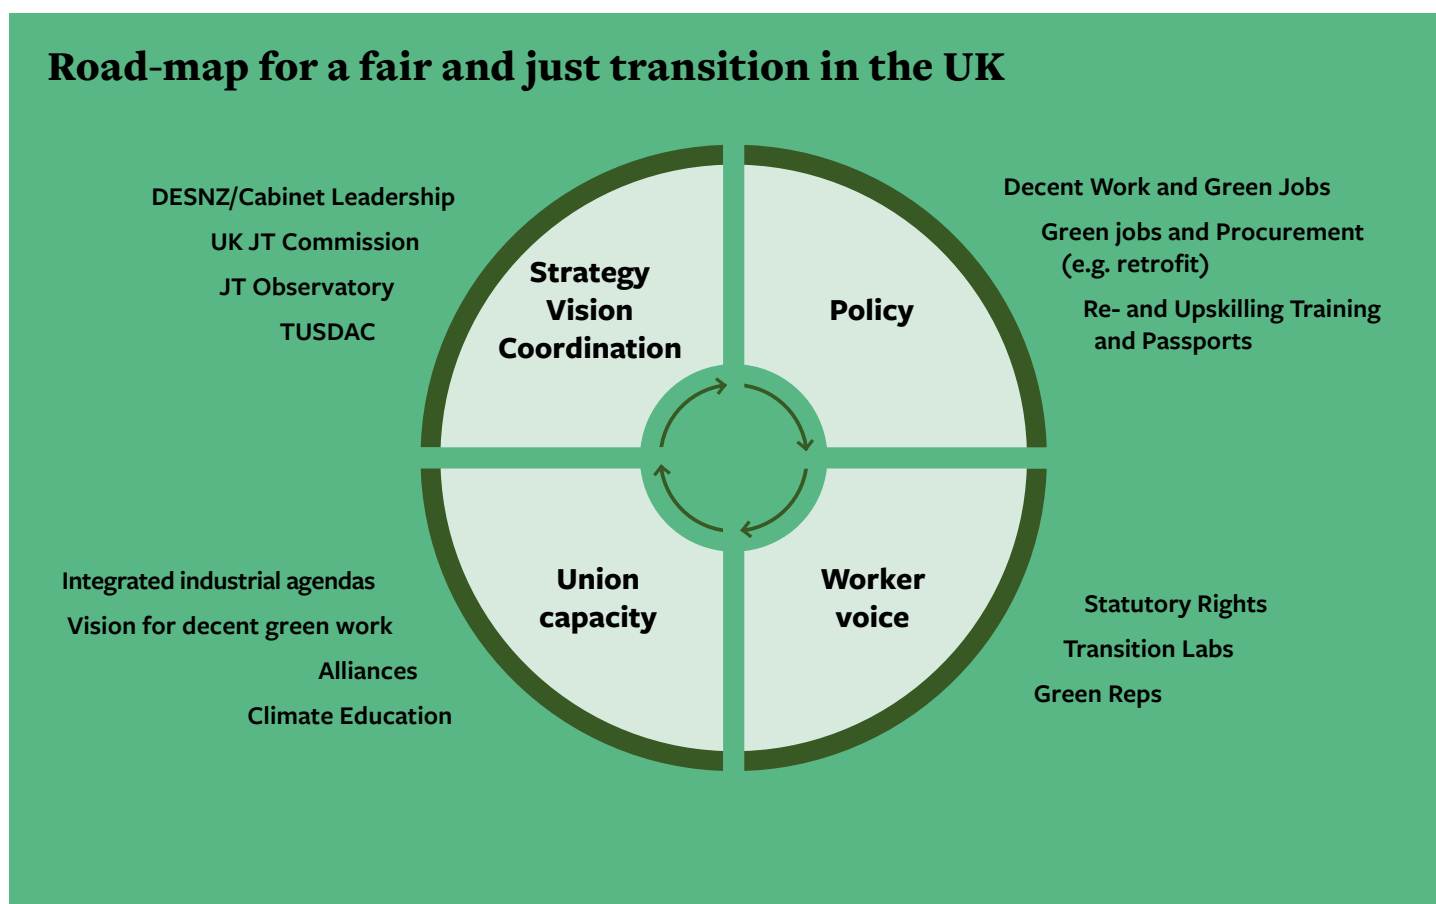 Road-map for a fair and just transition in the UK
DESNZ/Cabinet Leadership
UK JT Commission
JT Observatory
TUSDAC
Strategy
Vision
Coordination
Policy
Decent Work and Green Jobs
Green jobs and Procurement
(e.g. retrofit)
Re- and Upskilling Training
and Passports
Integrated industrial agendas
Vision for decent green work
Alliances
Climate Education
Union
capacity
Worker
voice
Statutory Rights
Transition Labs
Green Reps